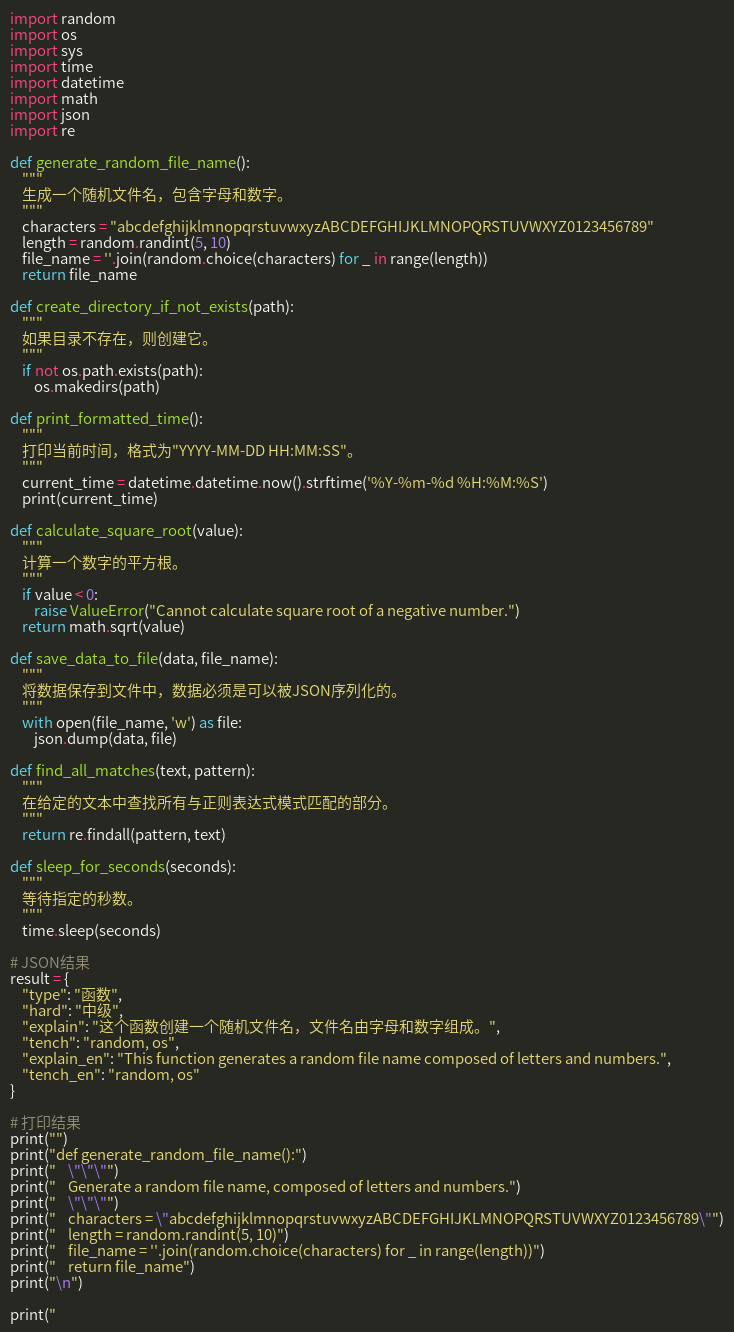 import random
import os
import sys
import time
import datetime
import math
import json
import re

def generate_random_file_name():
    """
    生成一个随机文件名，包含字母和数字。
    """
    characters = "abcdefghijklmnopqrstuvwxyzABCDEFGHIJKLMNOPQRSTUVWXYZ0123456789"
    length = random.randint(5, 10)
    file_name = ''.join(random.choice(characters) for _ in range(length))
    return file_name

def create_directory_if_not_exists(path):
    """
    如果目录不存在，则创建它。
    """
    if not os.path.exists(path):
        os.makedirs(path)

def print_formatted_time():
    """
    打印当前时间，格式为"YYYY-MM-DD HH:MM:SS"。
    """
    current_time = datetime.datetime.now().strftime('%Y-%m-%d %H:%M:%S')
    print(current_time)

def calculate_square_root(value):
    """
    计算一个数字的平方根。
    """
    if value < 0:
        raise ValueError("Cannot calculate square root of a negative number.")
    return math.sqrt(value)

def save_data_to_file(data, file_name):
    """
    将数据保存到文件中，数据必须是可以被JSON序列化的。
    """
    with open(file_name, 'w') as file:
        json.dump(data, file)

def find_all_matches(text, pattern):
    """
    在给定的文本中查找所有与正则表达式模式匹配的部分。
    """
    return re.findall(pattern, text)

def sleep_for_seconds(seconds):
    """
    等待指定的秒数。
    """
    time.sleep(seconds)

# JSON结果
result = {
    "type": "函数",
    "hard": "中级",
    "explain": "这个函数创建一个随机文件名，文件名由字母和数字组成。",
    "tench": "random, os",
    "explain_en": "This function generates a random file name composed of letters and numbers.",
    "tench_en": "random, os"
}

# 打印结果
print("")
print("def generate_random_file_name():")
print("    \"\"\"")
print("    Generate a random file name, composed of letters and numbers.")
print("    \"\"\"")
print("    characters = \"abcdefghijklmnopqrstuvwxyzABCDEFGHIJKLMNOPQRSTUVWXYZ0123456789\"")
print("    length = random.randint(5, 10)")
print("    file_name = ''.join(random.choice(characters) for _ in range(length))")
print("    return file_name")
print("\n")

print("